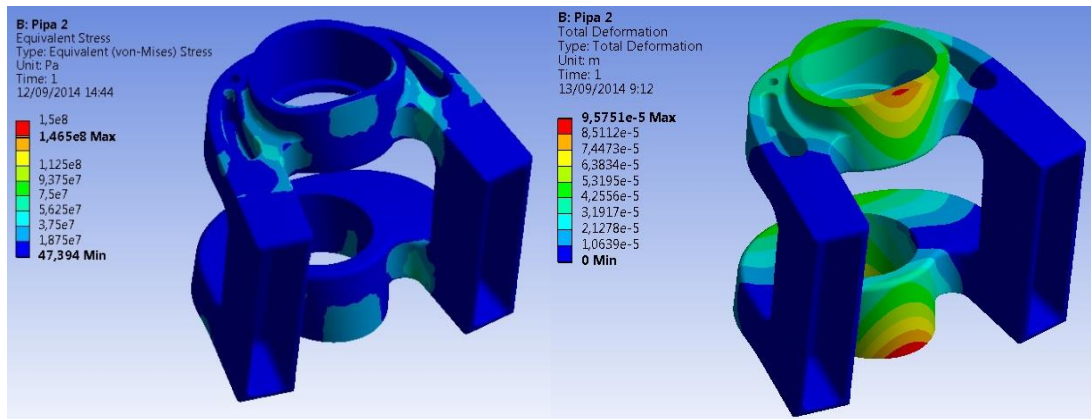 B: Pipa 2
Equivalent Stress
Type: Equivalent (von-Mises) Stress
Unit: Pa
Time: 1
12/09/2014 14:44
1,5e8
1,465e8 Max
1,125e8
9,375e7
7,5e7
5,625e7
3,75e7
1,875e7
47,394 Min
B: Pipa 2
Total Deformation
Type: Total Deformation
Unit: m
Time: 1
13/09/2014 9:12
9,5751e-5 Max
8,5112e-5
7,4473e-5
6,3834e-5
5,3195e-5
4,2556e-5
3,1917e-5
2,1278e-5
1,0639e-5
0 Min